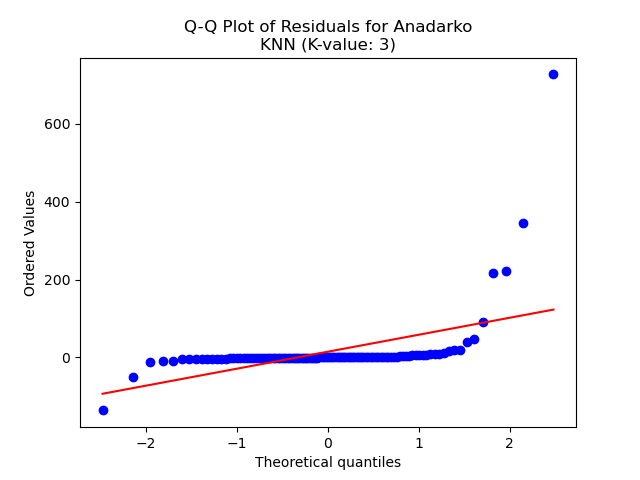 Q-Q Plot of Residuals for Anadarko
KNN (K-value: 3)
Ordered Values
600
400
200
0
−2
−1
0
1
2
Theoretical quantiles